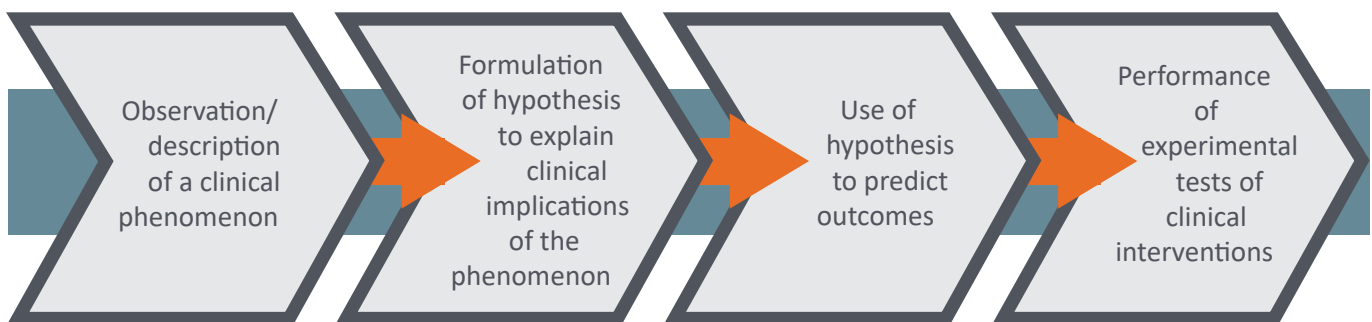 Observation/
description
of a clinical
phenomenon
Formulation
of hypothesis
to explain
clinical
implications
of the
phenomenon
Use of
hypothesis
to predict
outcomes
Performance
of
experimental
tests of
clinical
interventions